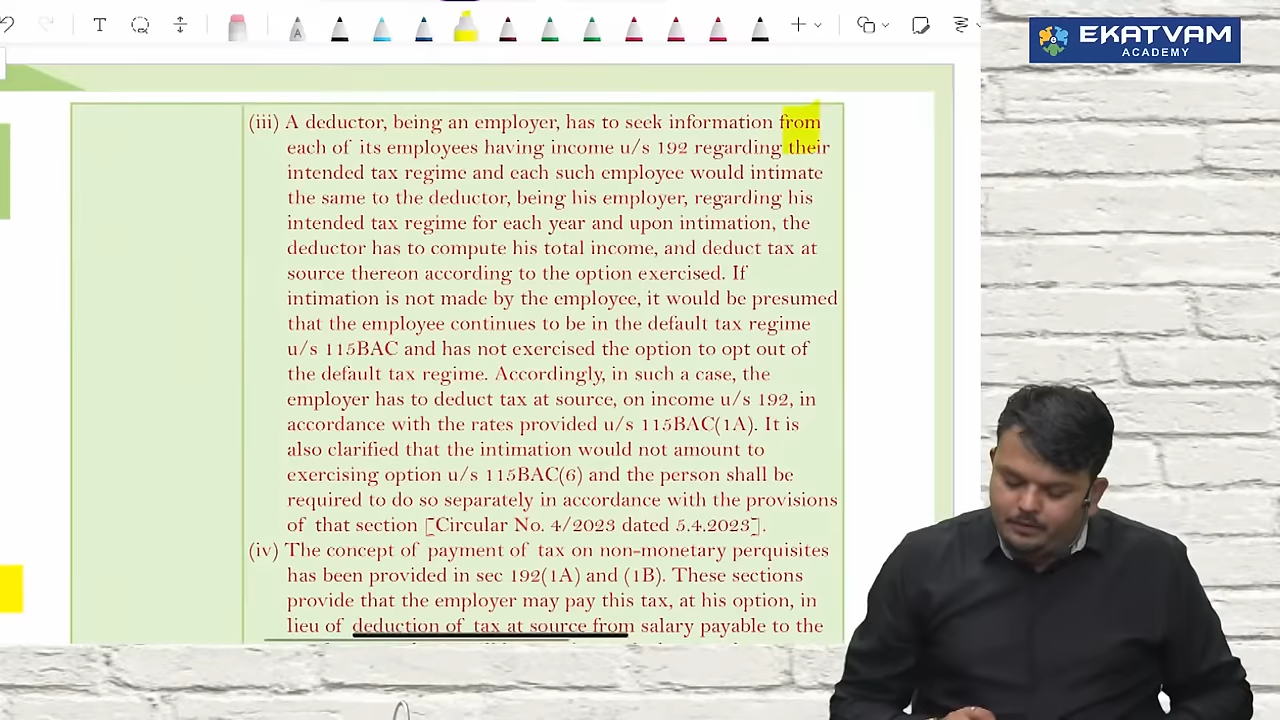 T
A
EKATVAM
ACADEMY
(iii) A deductor, being an employer, has to seek information from
each of its employees having income u/s 192 regarding their
intended tax regime and each such employee would intimate
the same to the deductor, being his employer, regarding his
intended tax regime for each year and upon intimation, the
deductor has to compute his total income, and deduct tax at
source thereon according to the option exercised. If
intimation is not made by the employee, it would be presumed
that the employee continues to be in the default tax regime
u/s 115BAC and has not exercised the option to opt out of
the default tax regime. Accordingly, in such a case, the
employer has to deduct tax at source, on income u/s 192, in
accordance with the rates provided u/s 115BAC(1A). It is
also clarified that the intimation would not amount to
exercising option u/s 115BAC(6) and the person shall be
required to do so separately in accordance with the provisions
of that section [Circular No. 4/2023 dated 5.4.2023].
(iv) The concept of payment of tax on non-monetary perquisites
has been provided in sec 192(1A) and (1B). These sections
provide that the employer may pay this tax, at his option, in
lieu of deduction of tax at source from salary payable to the